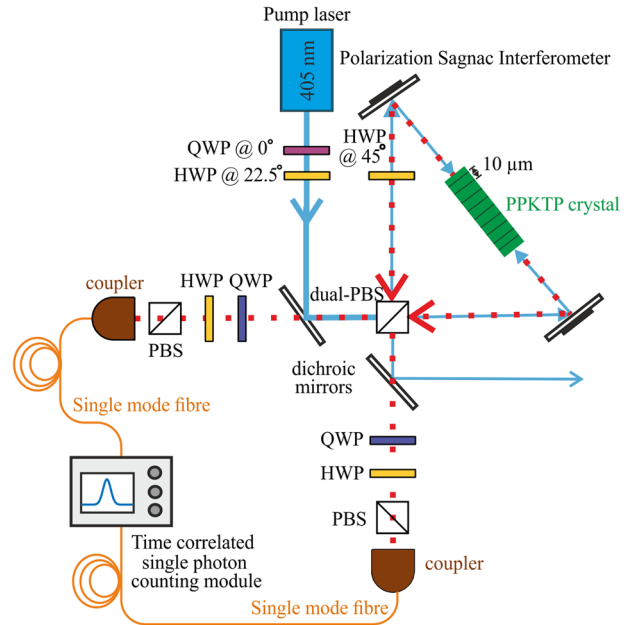 Pump laser
405 nm
Polarization Sagnac Interferometer
QWP @ 0°
HWP @ 22.5°
HWP
@ 45°
10 µm
PPKTP crystal
coupler
HWP QWP
dual-PBS
PBS
dichroic
mirrors
Single mode fibre
QWP
HWP
PBS
Time correlated
single photon
counting module
coupler
Single mode fibre